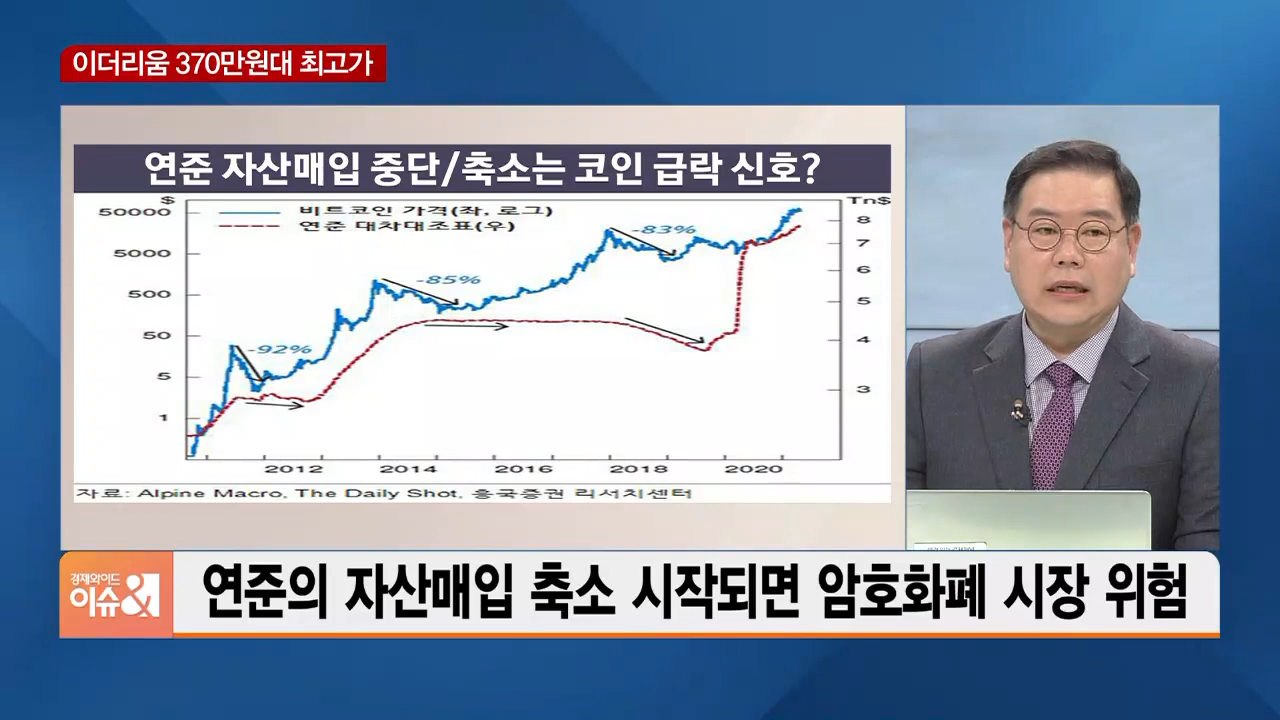 이더리움 370만원대 최고가
연준 자산매입 중단/축소는 코인 급락 신호?
$
Tn$
비트코인 가격(좌, 로그)
연준 대차대조표(우)
50000
5000
500
50
5
1
8
7
6
5
4
3
-92%
-85%
-83%
2012 2014 2016 2018 2020
자료: Alpine Macro, The Daily Shot, 흥국증권 리서치센터
경제와이드
이슈&
연준의 자산매입 축소 시작되면 암호화폐 시장 위험